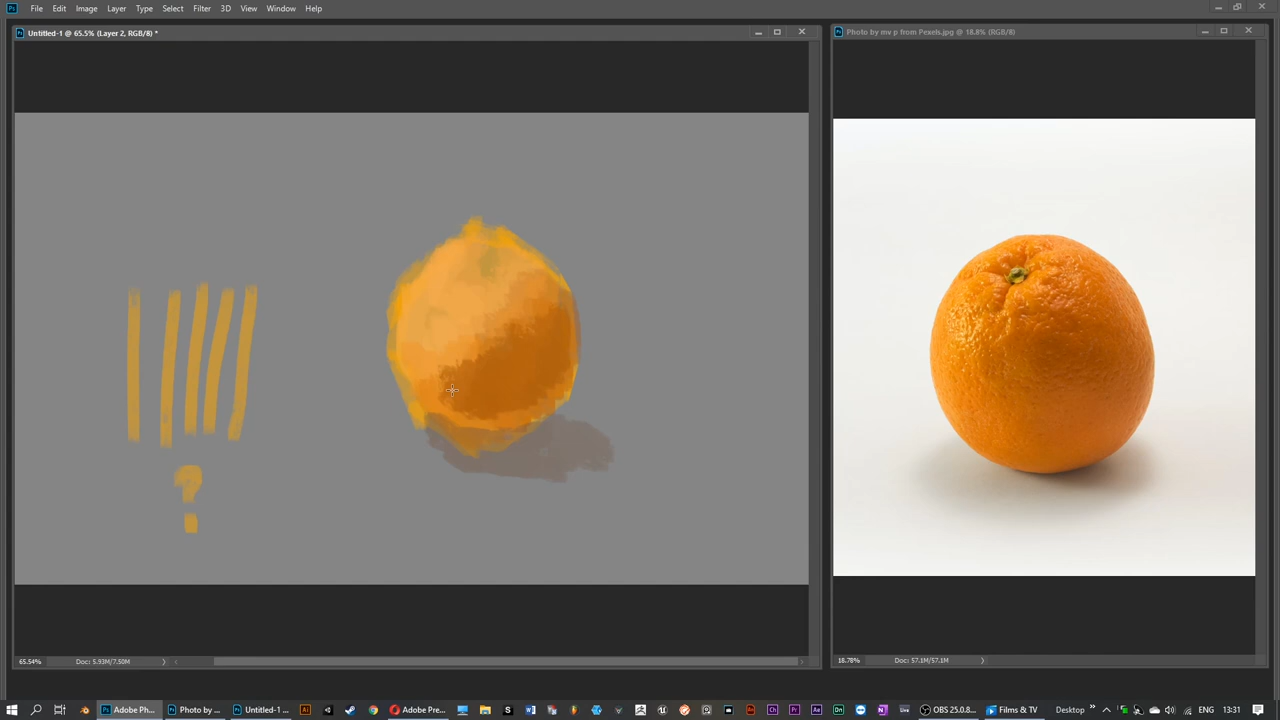 File Edit Image Layer Type Select Filter 3D View Window Help
Untitled-1 @ 65.5% (Layer 2, RGB/8) *
Photo by mv p from Pexels.jpg @ 18.8% (RGB/8)
?
65.54% Doc: 5.93M/7.50M
18.78% Doc: 57.1M/57.1M
Adobe Ph... Photo by ... Untitled-1 ... Adobe Pre... OBS 25.0.8... Films & TV Desktop ENG 13:31